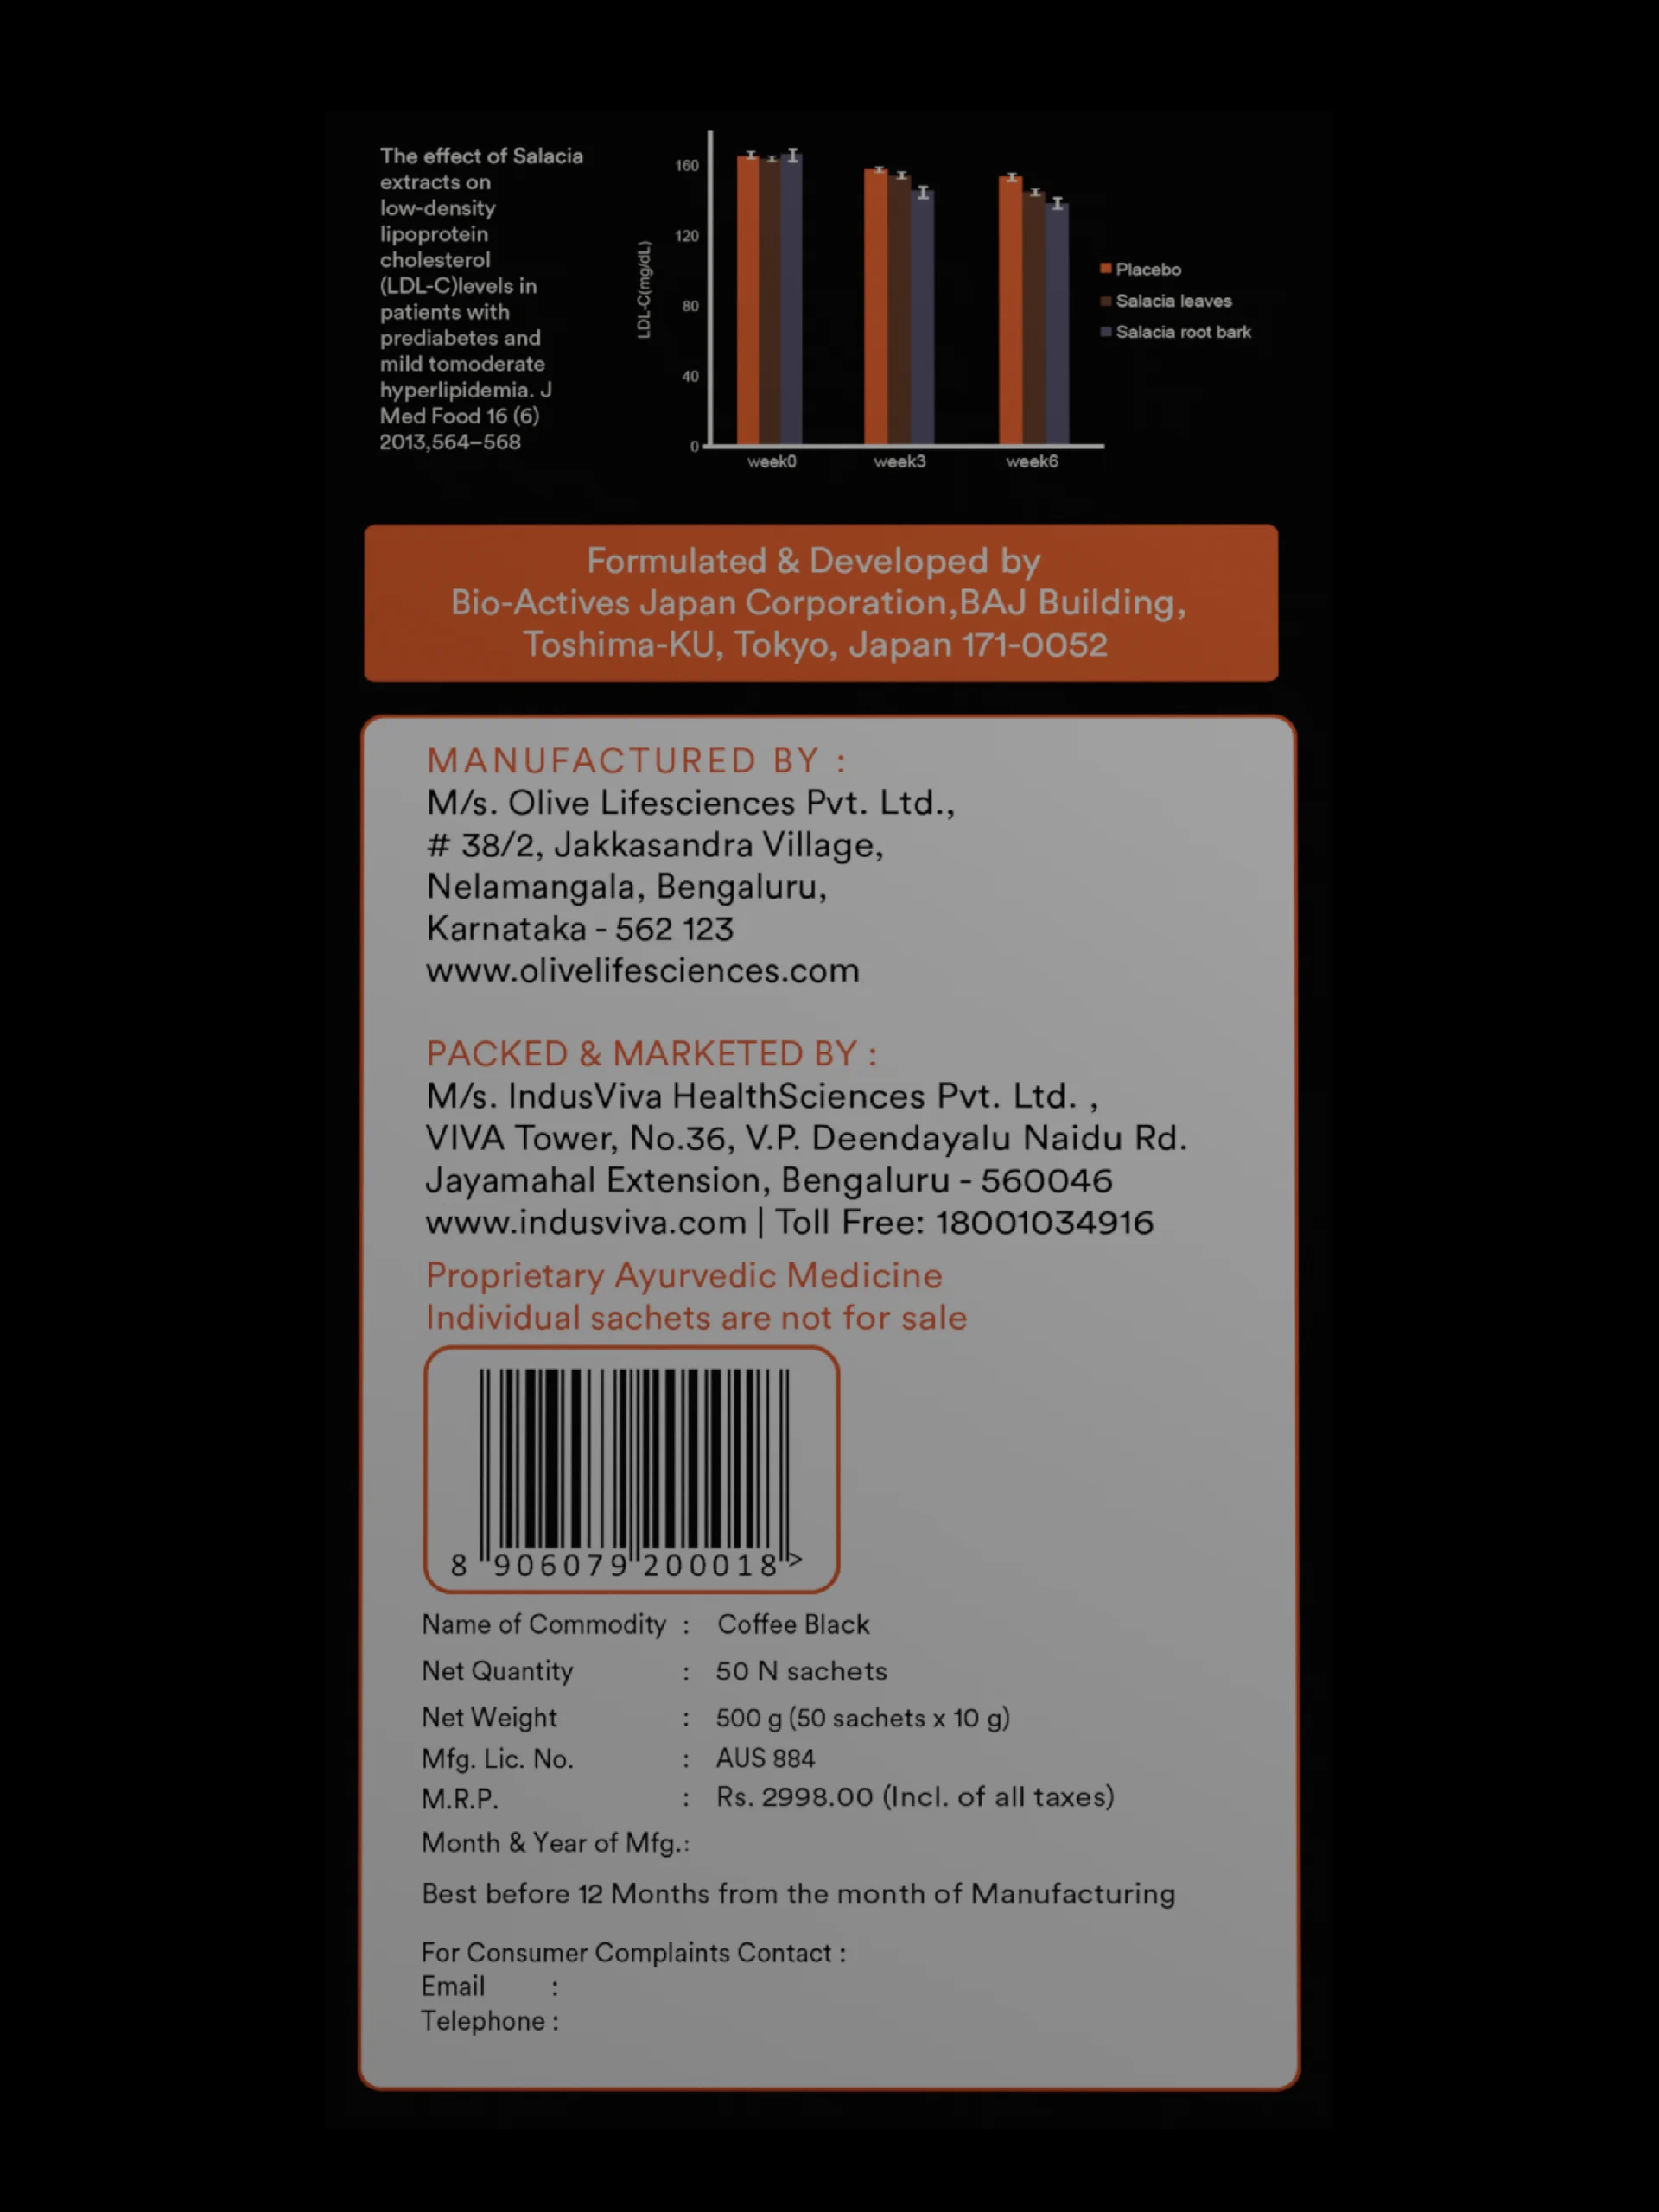 The effect of Salacia
extracts on
low-density
lipoprotein
cholesterol
(LDL-C)levels in
patients with
prediabetes and
mild tomoderate
hyperlipidemia. J
Med Food 16 (6)
2013,564–568
LDL-C(mg/dL)
160
120
80
40
0
week0 week3 week6
Placebo
Salacia leaves
Salacia root bark
Formulated & Developed by
Bio-Actives Japan Corporation,BAJ Building,
Toshima-KU, Tokyo, Japan 171-0052
MANUFACTURED BY :
M/s. Olive Lifesciences Pvt. Ltd.,
# 38/2, Jakkasandra Village,
Nelamangala, Bengaluru,
Karnataka - 562 123
www.olivelifesciences.com
PACKED & MARKETED BY :
M/s. IndusViva HealthSciences Pvt. Ltd. ,
VIVA Tower, No.36, V.P. Deendayalu Naidu Rd.
Jayamahal Extension, Bengaluru - 560046
www.indusviva.com | Toll Free: 18001034916
Proprietary Ayurvedic Medicine
Individual sachets are not for sale
8 906079 200018 >
Name of Commodity : Coffee Black
Net Quantity : 50 N sachets
Net Weight : 500 g (50 sachets x 10 g)
Mfg. Lic. No. : AUS 884
M.R.P. : Rs. 2998.00 (Incl. of all taxes)
Month & Year of Mfg.:
Best before 12 Months from the month of Manufacturing
For Consumer Complaints Contact :
Email :
Telephone :